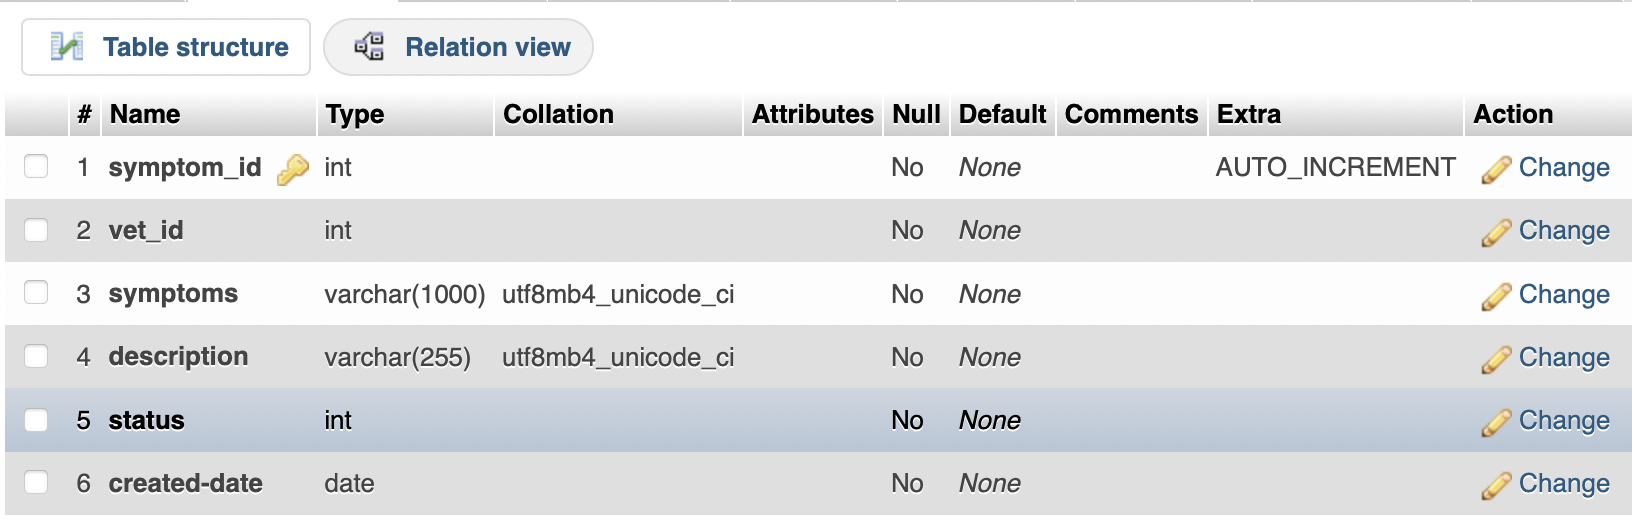 Table structure Relation view
# Name Type Collation Attributes Null Default Comments Extra Action
1 symptom_id int No None AUTO_INCREMENT Change
2 vet_id int No None Change
3 symptoms varchar(1000) utf8mb4_unicode_ci No None Change
4 description varchar(255) utf8mb4_unicode_ci No None Change
5 status int No None Change
6 created-date date No None Change